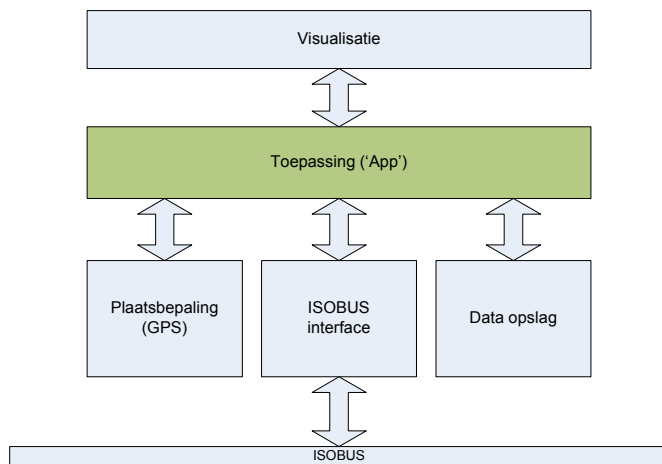 Visualisatie
Toepassing (‘App’)
Plaatsbepaling
(GPS)
ISOBUS
interface
Data opslag
ISOBUS